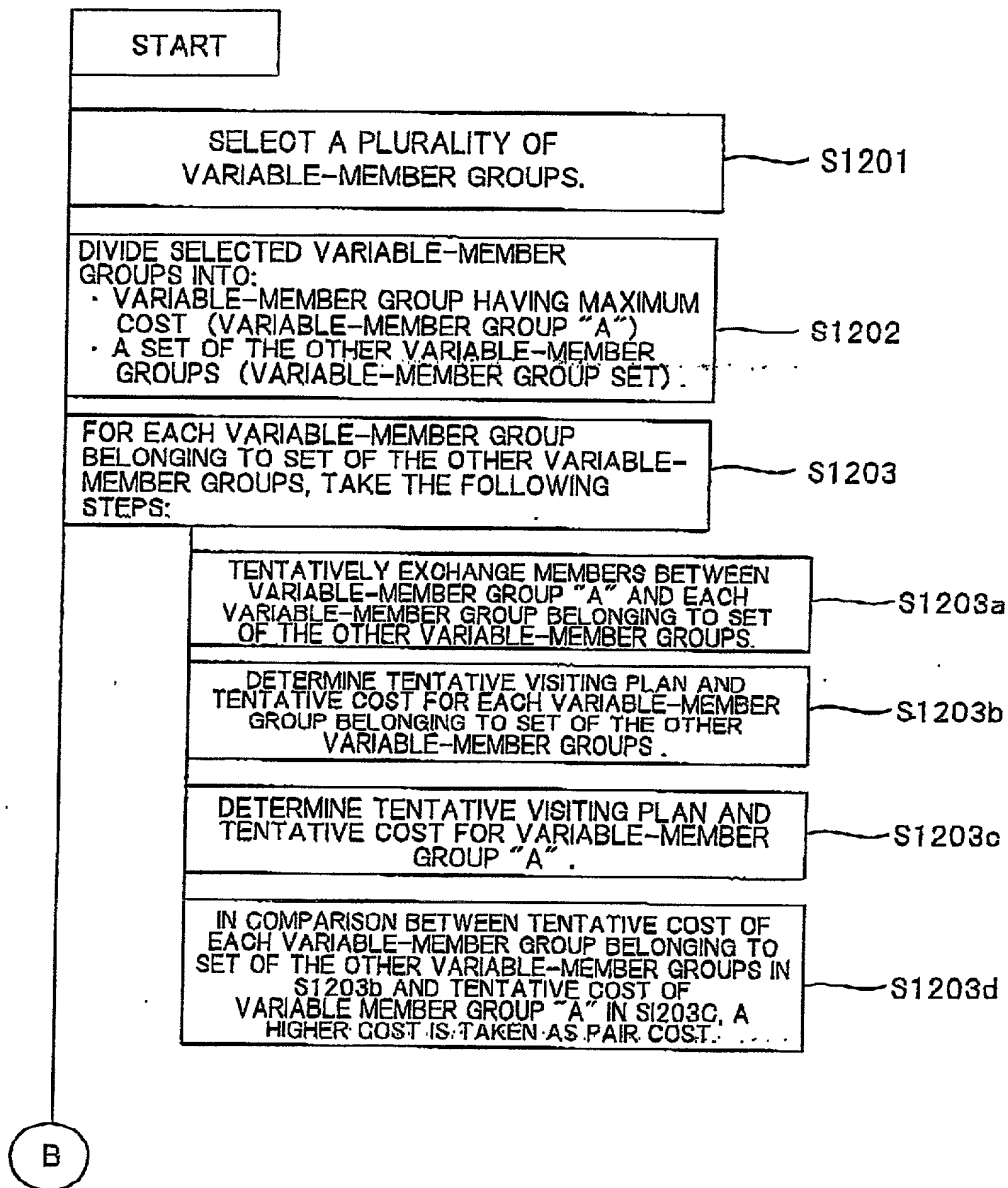 START
SELECT A PLURALITY OF
VARIABLE-MEMBER GROUPS.
S1201
DIVIDE SELECTED VARIABLE-MEMBER
GROUPS INTO:
· VARIABLE-MEMBER GROUP HAVING MAXIMUM
COST (VARIABLE-MEMBER GROUP "A")
· A SET OF THE OTHER VARIABLE-MEMBER
GROUPS (VARIABLE-MEMBER GROUP SET).
S1202
FOR EACH VARIABLE-MEMBER GROUP
BELONGING TO SET OF THE OTHER VARIABLE-
MEMBER GROUPS, TAKE THE FOLLOWING
STEPS:
S1203
TENTATIVELY EXCHANGE MEMBERS BETWEEN
VARIABLE-MEMBER GROUP "A" AND EACH
VARIABLE-MEMBER GROUP BELONGING TO SET
OF THE OTHER VARIABLE-MEMBER GROUPS.
S1203a
DETERMINE TENTATIVE VISITING PLAN AND
TENTATIVE COST FOR EACH VARIABLE-MEMBER
GROUP BELONGING TO SET OF THE OTHER
VARIABLE-MEMBER GROUPS.
S1203b
DETERMINE TENTATIVE VISITING PLAN AND
TENTATIVE COST FOR VARIABLE-MEMBER
GROUP "A".
S1203c
IN COMPARISON BETWEEN TENTATIVE COST OF
EACH VARIABLE-MEMBER GROUP BELONGING TO
SET OF THE OTHER VARIABLE-MEMBER GROUPS IN
S1203b AND TENTATIVE COST OF
VARIABLE MEMBER GROUP "A" IN S1203C, A
HIGHER COST IS TAKEN AS PAIR COST.
S1203d
B